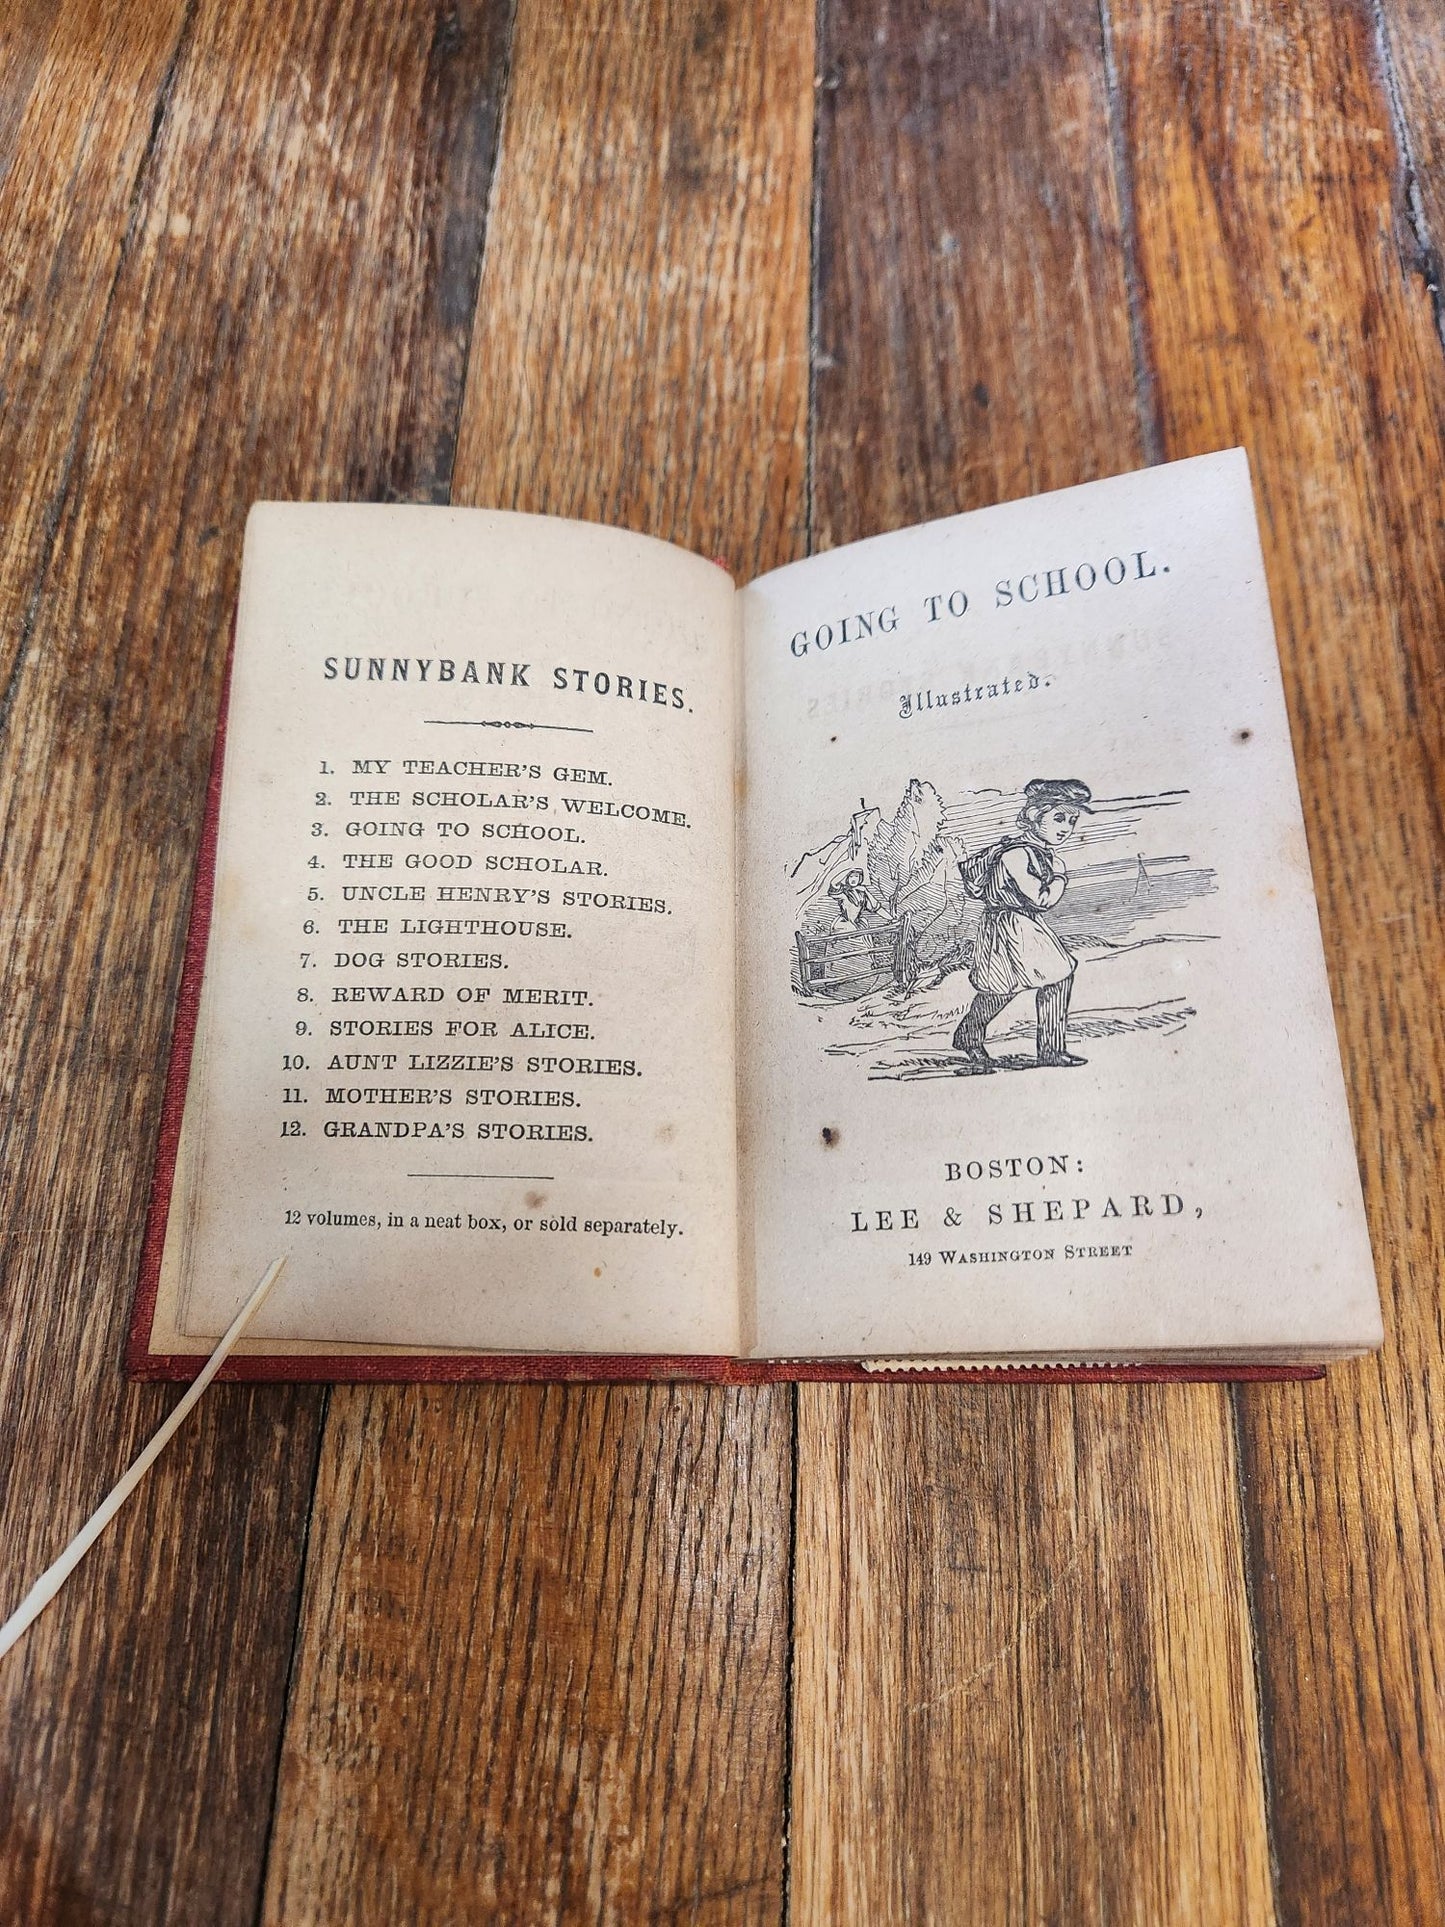 SUNNYBANK STORIES.
1. MY TEACHER'S GEM.
2. THE SCHOLAR'S WELCOME.
3. GOING TO SCHOOL.
4. THE GOOD SCHOLAR.
5. UNCLE HENRY'S STORIES.
6. THE LIGHTHOUSE.
7. DOG STORIES.
8. REWARD OF MERIT.
9. STORIES FOR ALICE.
10. AUNT LIZZIE'S STORIES.
11. MOTHER'S STORIES.
12. GRANDPA'S STORIES.
12 volumes, in a neat box, or sold separately.
GOING TO SCHOOL.
Illustrated.
BOSTON:
LEE & SHEPARD,
149 WASHINGTON STREET